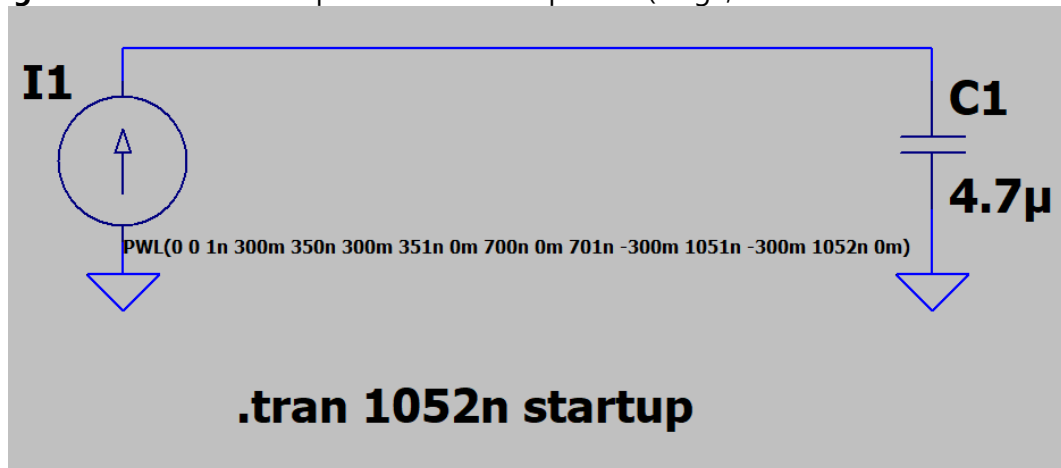 I1
C1
4.7µ
PWL(0 0 1n 300m 350n 300m 351n 0m 700n 0m 701n -300m 1051n -300m 1052n 0m)
.tran 1052n startup